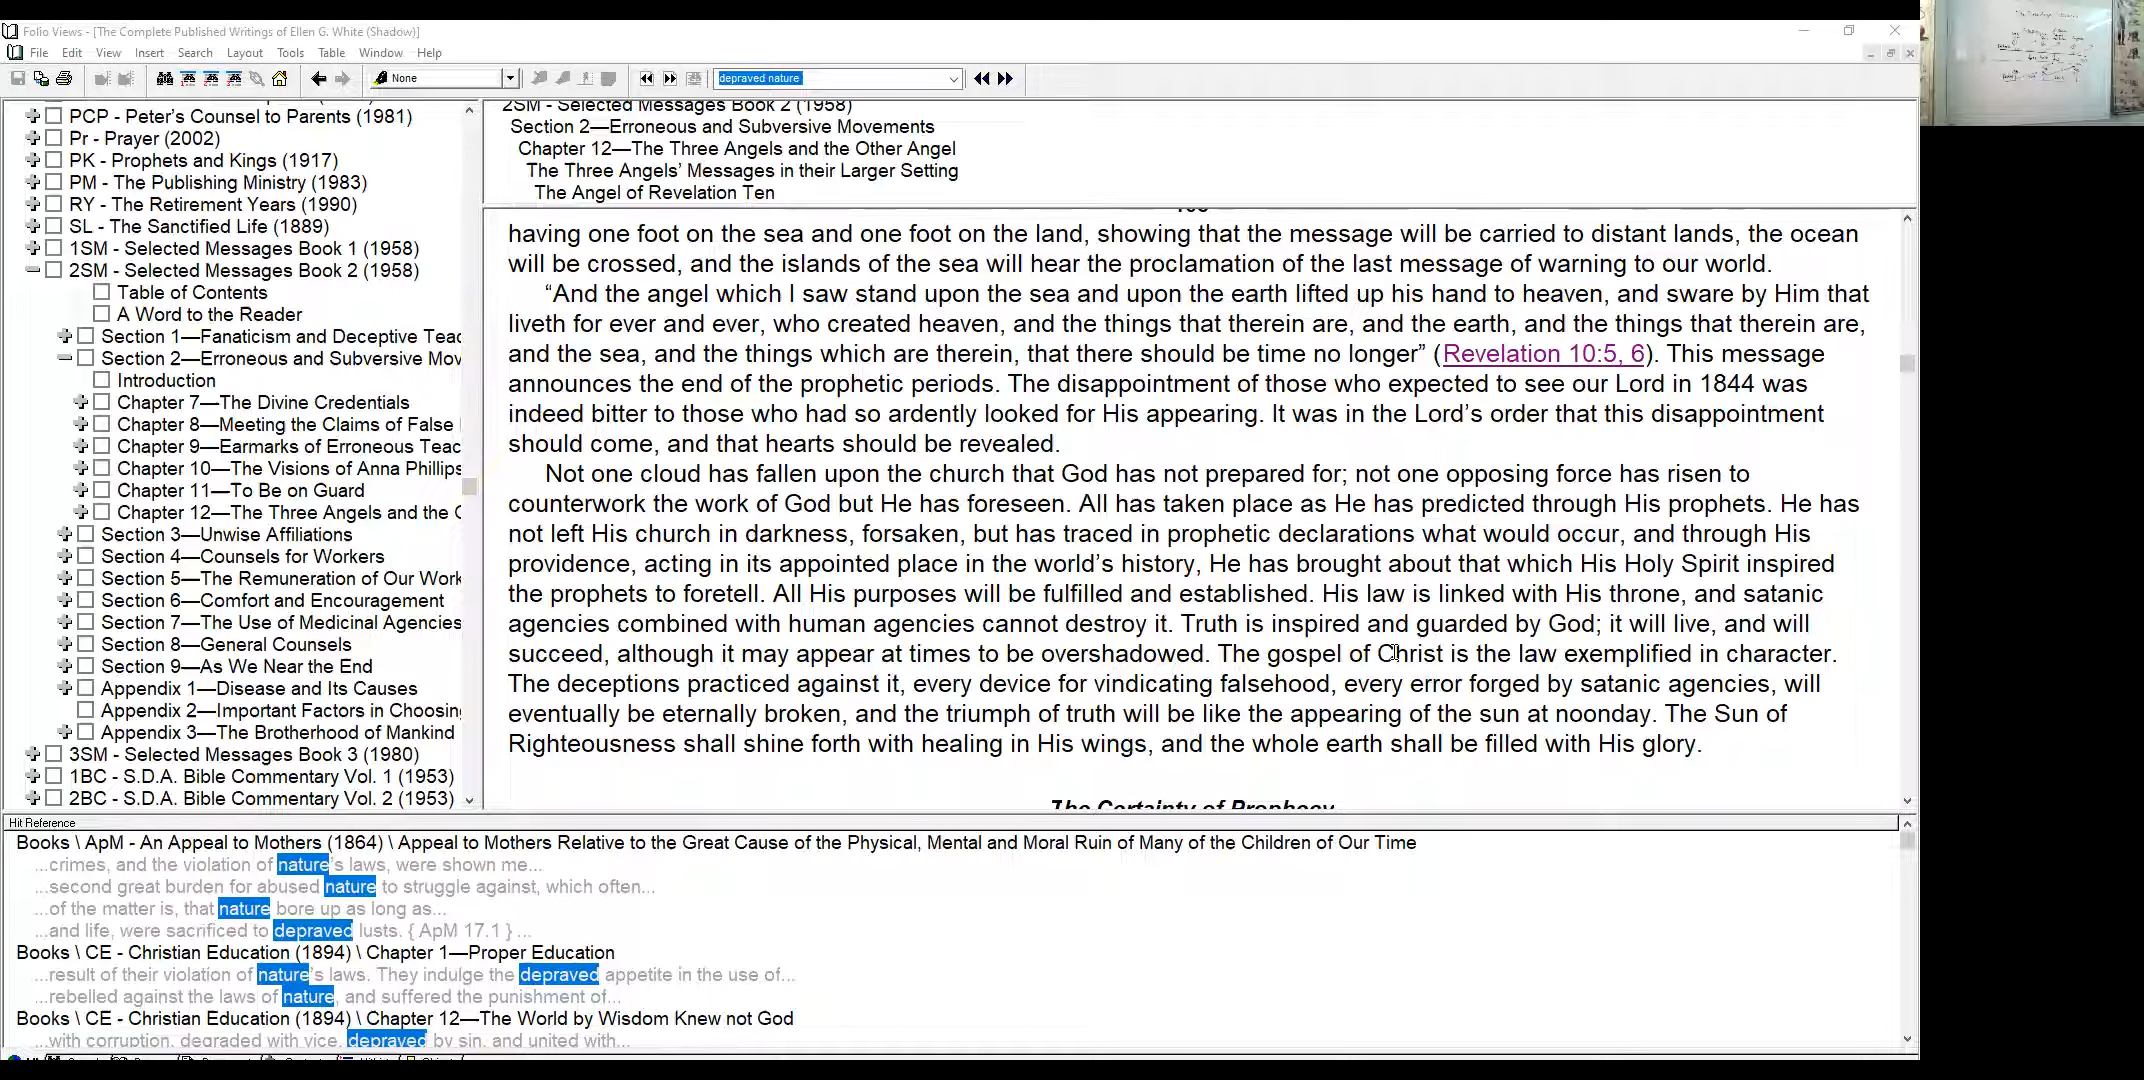 Folio Views - [The Complete Published Writings of Ellen G. White (Shadow)]
File Edit View Insert Search Layout Tools Table Window Help
None
depraved nature
PCP - Peter's Counsel to Parents (1981)
Pr - Prayer (2002)
PK - Prophets and Kings (1917)
PM - The Publishing Ministry (1983)
RY - The Retirement Years (1990)
SL - The Sanctified Life (1889)
1SM - Selected Messages Book 1 (1958)
2SM - Selected Messages Book 2 (1958)
Table of Contents
A Word to the Reader
Section 1—Fanaticism and Deceptive Teac
Section 2—Erroneous and Subversive Mov
Introduction
Chapter 7—The Divine Credentials
Chapter 8—Meeting the Claims of False
Chapter 9—Earmarks of Erroneous Teac
Chapter 10—The Visions of Anna Phillips
Chapter 11—To Be on Guard
Chapter 12—The Three Angels and the O
Section 3—Unwise Affiliations
Section 4—Counsels for Workers
Section 5—The Remuneration of Our Work
Section 6—Comfort and Encouragement
Section 7—The Use of Medicinal Agencies
Section 8—General Counsels
Section 9—As We Near the End
Appendix 1—Disease and Its Causes
Appendix 2—Important Factors in Choosing
Appendix 3—The Brotherhood of Mankind
3SM - Selected Messages Book 3 (1980)
1BC - S.D.A. Bible Commentary Vol. 1 (1953)
2BC - S.D.A. Bible Commentary Vol. 2 (1953)
2SM - Selected Messages Book 2 (1958)
Section 2—Erroneous and Subversive Movements
Chapter 12—The Three Angels and the Other Angel
The Three Angels' Messages in their Larger Setting
The Angel of Revelation Ten
having one foot on the sea and one foot on the land, showing that the message will be carried to distant lands, the ocean
will be crossed, and the islands of the sea will hear the proclamation of the last message of warning to our world.
“And the angel which I saw stand upon the sea and upon the earth lifted up his hand to heaven, and sware by Him that
liveth for ever and ever, who created heaven, and the things that therein are, and the earth, and the things that therein are,
and the sea, and the things which are therein, that there should be time no longer” (Revelation 10:5, 6). This message
announces the end of the prophetic periods. The disappointment of those who expected to see our Lord in 1844 was
indeed bitter to those who had so ardently looked for His appearing. It was in the Lord's order that this disappointment
should come, and that hearts should be revealed.
Not one cloud has fallen upon the church that God has not prepared for; not one opposing force has risen to
counterwork the work of God but He has foreseen. All has taken place as He has predicted through His prophets. He has
not left His church in darkness, forsaken, but has traced in prophetic declarations what would occur, and through His
providence, acting in its appointed place in the world's history, He has brought about that which His Holy Spirit inspired
the prophets to foretell. All His purposes will be fulfilled and established. His law is linked with His throne, and satanic
agencies combined with human agencies cannot destroy it. Truth is inspired and guarded by God; it will live, and will
succeed, although it may appear at times to be overshadowed. The gospel of Christ is the law exemplified in character.
The deceptions practiced against it, every device for vindicating falsehood, every error forged by satanic agencies, will
eventually be eternally broken, and the triumph of truth will be like the appearing of the sun at noonday. The Sun of
Righteousness shall shine forth with healing in His wings, and the whole earth shall be filled with His glory.
The Certainty of Prophecy
Hit Reference
Books \ ApM - An Appeal to Mothers (1864) \ Appeal to Mothers Relative to the Great Cause of the Physical, Mental and Moral Ruin of Many of the Children of Our Time
...crimes, and the violation of nature's laws, were shown me...
...second great burden for abused nature to struggle against, which often...
...of the matter is, that nature bore up as long as...
...and life, were sacrificed to depraved lusts. { ApM 17.1 } ...
Books \ CE - Christian Education (1894) \ Chapter 1—Proper Education
...result of their violation of nature's laws. They indulge the depraved appetite in the use of...
...rebelled against the laws of nature, and suffered the punishment of...
Books \ CE - Christian Education (1894) \ Chapter 12—The World by Wisdom Knew not God
...with corruption, degraded with vice, depraved by sin, and united with...